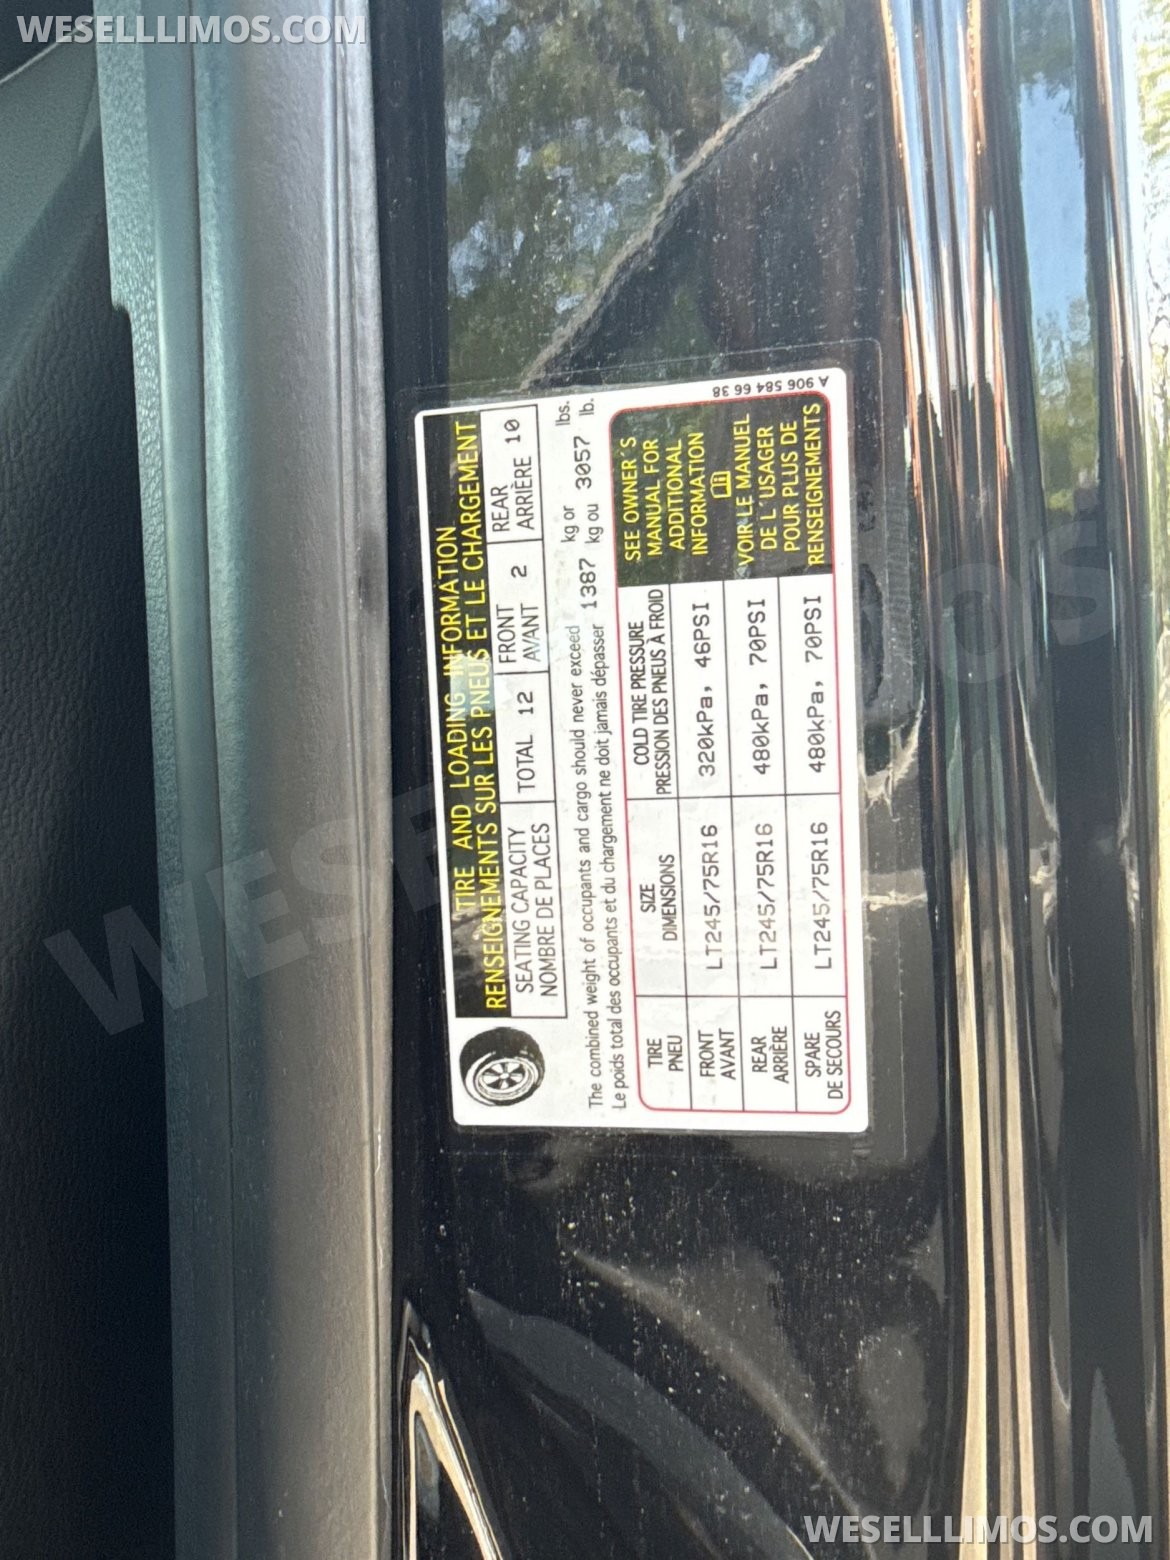 WESELLLIMOS.COM
TIRE AND LOADING INFORMATION
RENSEIGNEMENTS SUR LES PNEUS ET LE CHARGEMENT
SEATING CAPACITY TOTAL 12 FRONT 2 REAR 10
NOMBRE DE PLACES AVANT ARRIÈRE
The combined weight of occupants and cargo should never exceed 1387 kg or 3057 lbs.
Le poids total des occupants et du chargement ne doit jamais dépasser kg ou lb.
TIRE SIZE COLD TIRE PRESSURE
PNEU DIMENSIONS PRESSION DES PNEUS À FROID
FRONT LT245/75R16 320kPa, 46PSI
AVANT
REAR LT245/75R16 480kPa, 70PSI
ARRIÈRE
SPARE LT245/75R16 480kPa, 70PSI
DE SECOURS
SEE OWNER'S
MANUAL FOR
ADDITIONAL
INFORMATION
VOIR LE MANUEL
DE L'USAGER
POUR PLUS DE
RENSEIGNEMENTS
A 906 584 66 38
WESELLLIMOS.COM
WESELLLIMOS.COM